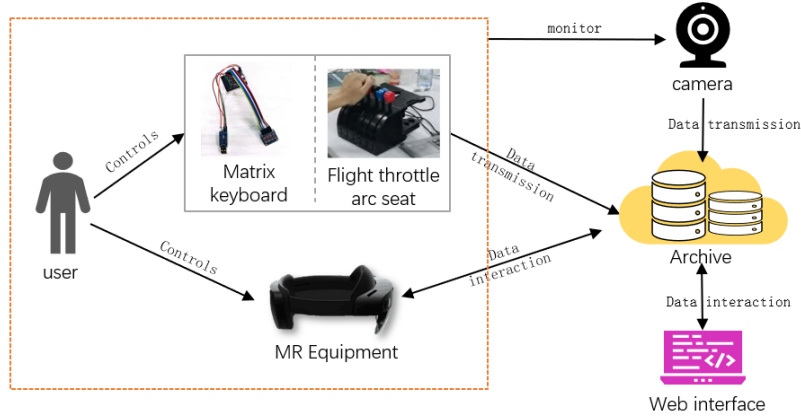 monitor
camera
Data transmission
Controls
Matrix
keyboard
Flight throttle
arc seat
Data
transmission
user
Controls
Data
interaction
Archive
Data interaction
MR Equipment
Web interface